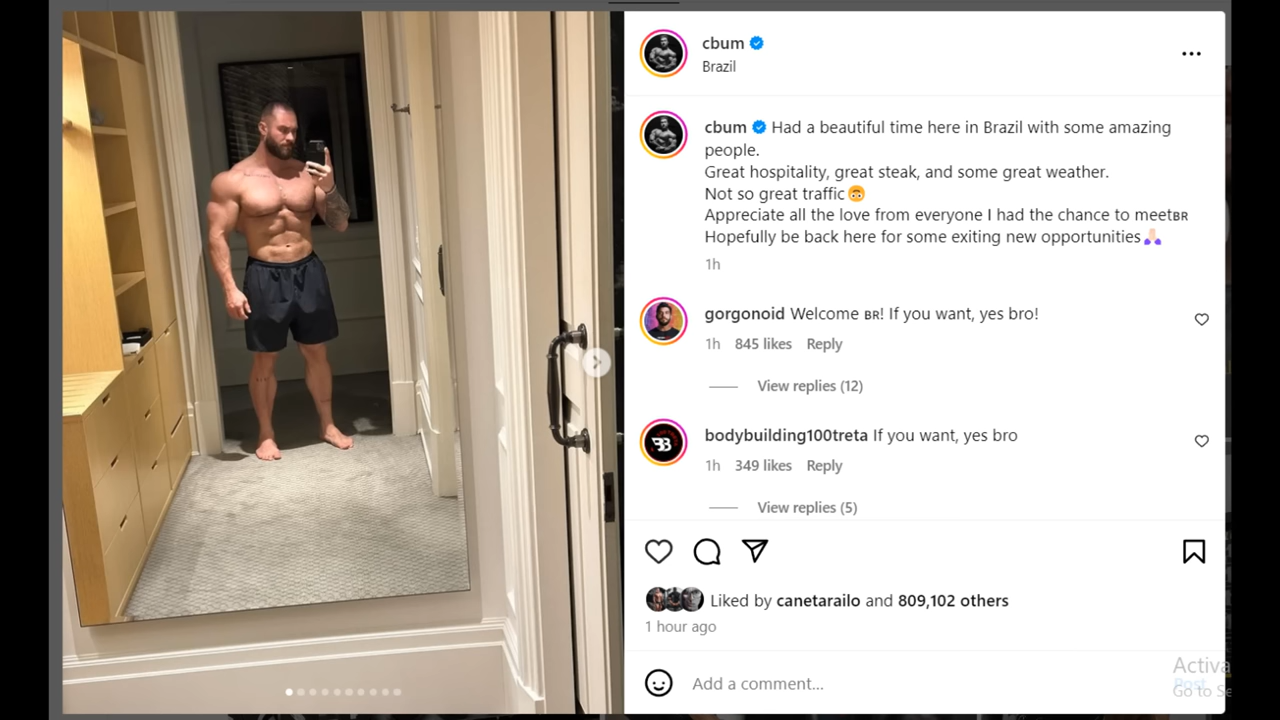 cbum
Brazil
cbum Had a beautiful time here in Brazil with some amazing
people.
Great hospitality, great steak, and some great weather.
Not so great traffic🙃
Appreciate all the love from everyone I had the chance to meetBR
Hopefully be back here for some exiting new opportunities🙏🏻
1h
gorgonoid Welcome BR! If you want, yes bro!
1h 845 likes Reply
View replies (12)
bodybuilding100treta If you want, yes bro
1h 349 likes Reply
View replies (5)
Liked by canetarailo and 809,102 others
1 hour ago
Add a comment...
Post
Activa
Go to Se